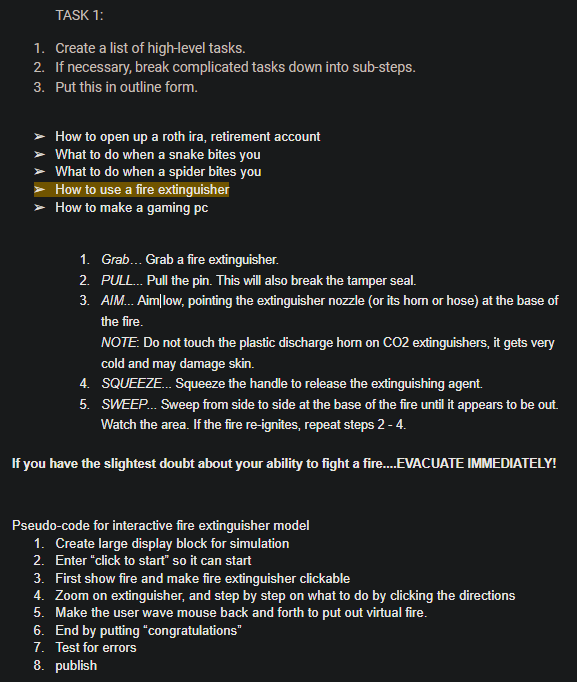 TASK 1:
1. Create a list of high-level tasks.
2. If necessary, break complicated tasks down into sub-steps.
3. Put this in outline form.
➢ How to open up a roth ira, retirement account
➢ What to do when a snake bites you
➢ What to do when a spider bites you
➢ How to use a fire extinguisher
➢ How to make a gaming pc
1. Grab… Grab a fire extinguisher.
2. PULL... Pull the pin. This will also break the tamper seal.
3. AIM... Aim low, pointing the extinguisher nozzle (or its horn or hose) at the base of
the fire.
NOTE: Do not touch the plastic discharge horn on CO2 extinguishers, it gets very
cold and may damage skin.
4. SQUEEZE... Squeeze the handle to release the extinguishing agent.
5. SWEEP... Sweep from side to side at the base of the fire until it appears to be out.
Watch the area. If the fire re-ignites, repeat steps 2 - 4.
If you have the slightest doubt about your ability to fight a fire....EVACUATE IMMEDIATELY!
Pseudo-code for interactive fire extinguisher model
1. Create large display block for simulation
2. Enter “click to start” so it can start
3. First show fire and make fire extinguisher clickable
4. Zoom on extinguisher, and step by step on what to do by clicking the directions
5. Make the user wave mouse back and forth to put out virtual fire.
6. End by putting “congratulations”
7. Test for errors
8. publish